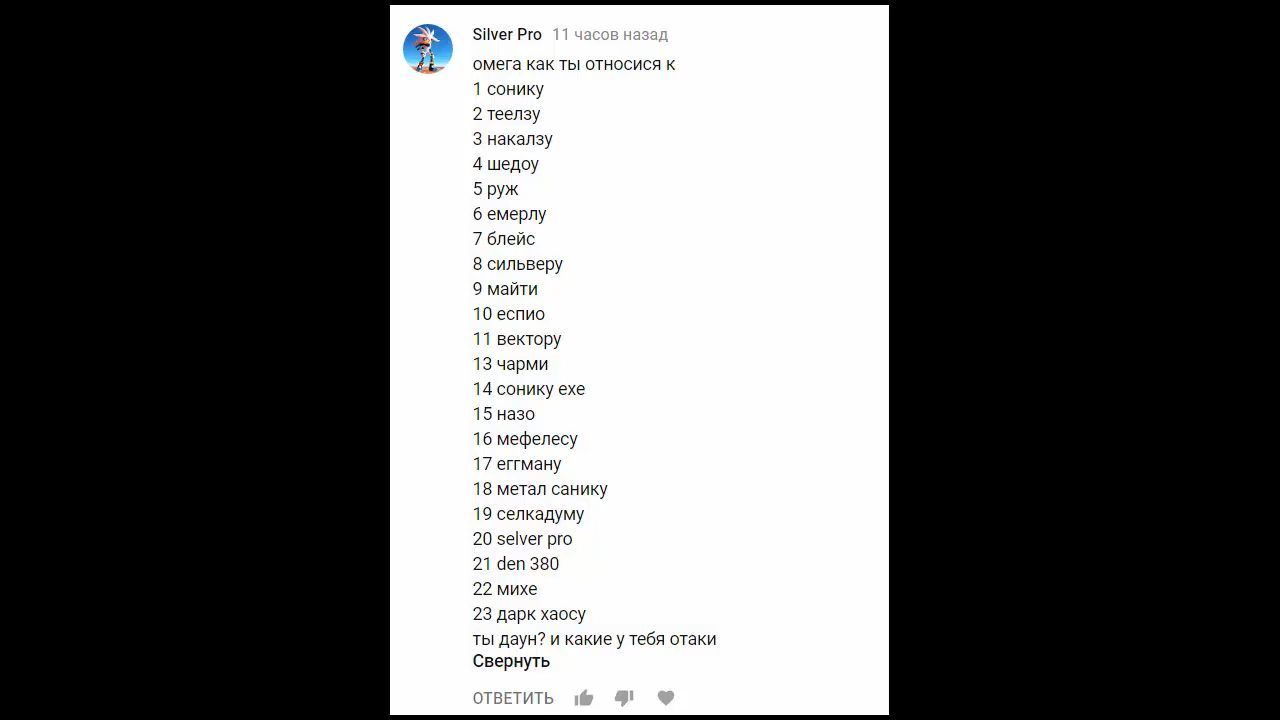 Silver Pro 11 часов назад
омега как ты относися к
1 сонику
2 теелзу
3 накалзу
4 шедоу
5 руж
6 емерлу
7 блейс
8 сильверу
9 майти
10 еспио
11 вектору
13 чарми
14 сонику ехе
15 назо
16 мефелесу
17 еггману
18 метал санику
19 селкадуму
20 selver pro
21 den 380
22 михе
23 дарк хаосу
ты даун? и какие у тебя отаки
Свернуть
ОТВЕТИТЬ